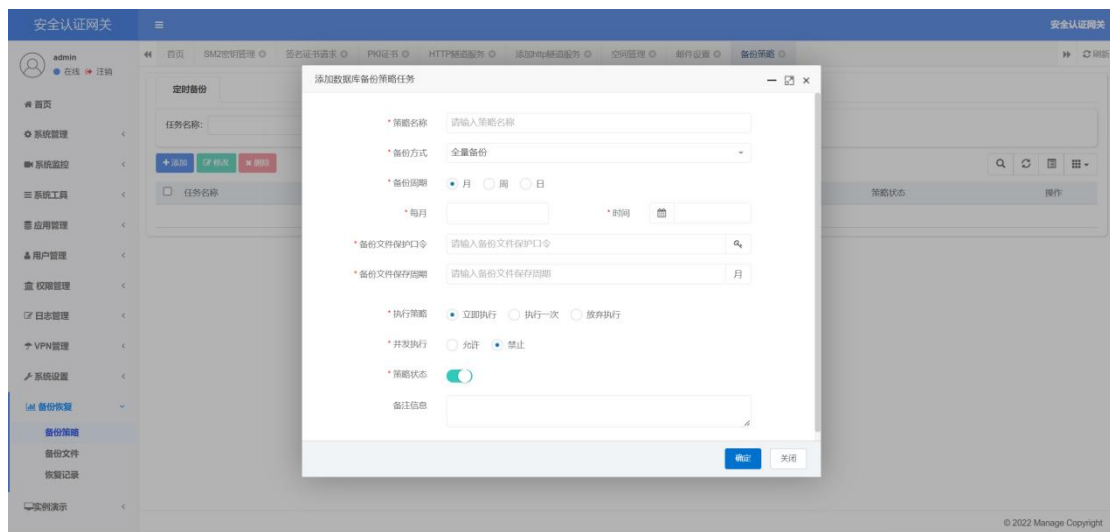 安全认证网关
安全认证网关
admin
在线 注销
首页 SM2密钥管理 签名证书请求 PKI证书 HTTP隧道服务 添加http隧道服务 空间管理 邮件设置 备份策略 刷新
首页
系统管理
系统监控
系统工具
应用管理
用户管理
权限管理
日志管理
VPN管理
系统设置
备份恢复
备份策略
备份文件
恢复记录
实例演示
定时备份
任务名称:
添加 修改 删除
任务名称 策略状态 操作
添加数据库备份策略任务
* 策略名称 请输入策略名称
* 备份方式 全量备份
* 备份周期 月 周 日
* 每月 * 时间
* 备份文件保护口令 请输入备份文件保护口令
* 备份文件保存周期 请输入备份文件保存周期 月
* 执行策略 立即执行 执行一次 放弃执行
* 并发执行 允许 禁止
* 策略状态
备注信息
确定 关闭
© 2022 Manage Copyright